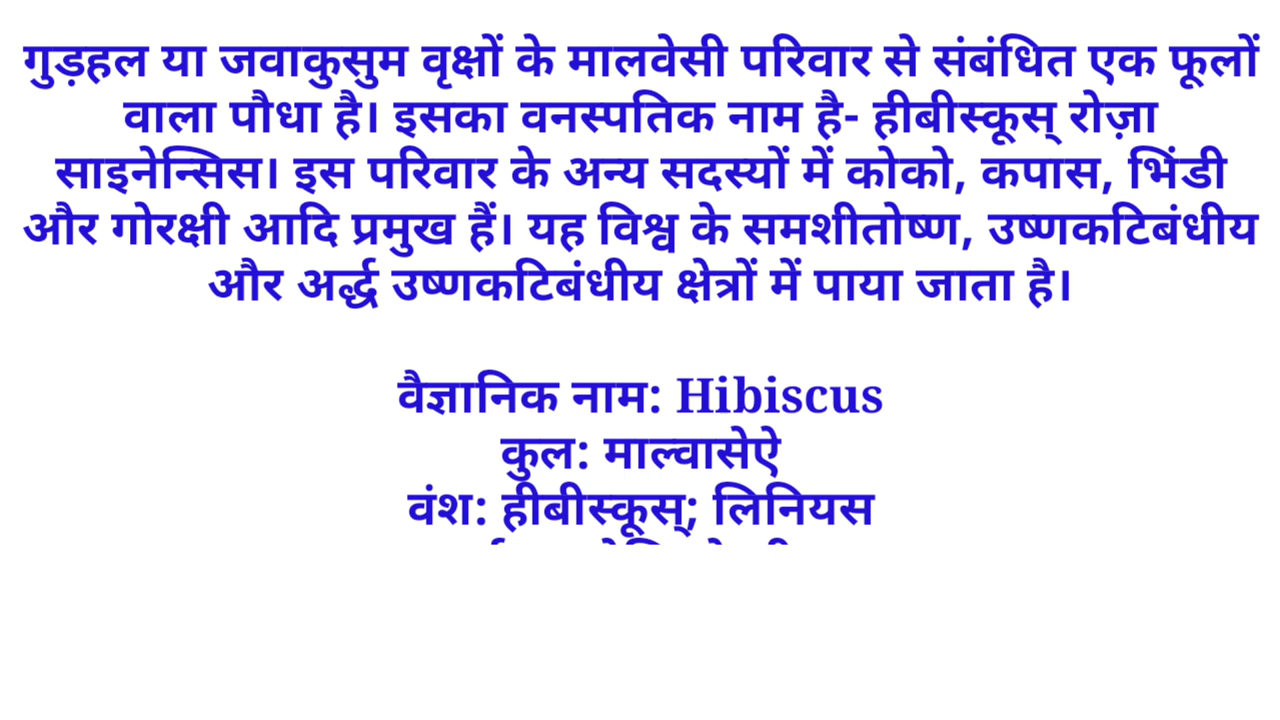 गुड़हल या जवाकुसुम वृक्षों के मालवेसी परिवार से संबंधित एक फूलों
वाला पौधा है। इसका वनस्पतिक नाम है- हीबीस्कूस् रोज़ा
साइनेन्सिस। इस परिवार के अन्य सदस्यों में कोको, कपास, भिंडी
और गोरक्षी आदि प्रमुख हैं। यह विश्व के समशीतोष्ण, उष्णकटिबंधीय
और अर्द्ध उष्णकटिबंधीय क्षेत्रों में पाया जाता है।
वैज्ञानिक नाम: Hibiscus
कुल: माल्वासेऐ
वंश: हीबीस्कूस्; लिनियस